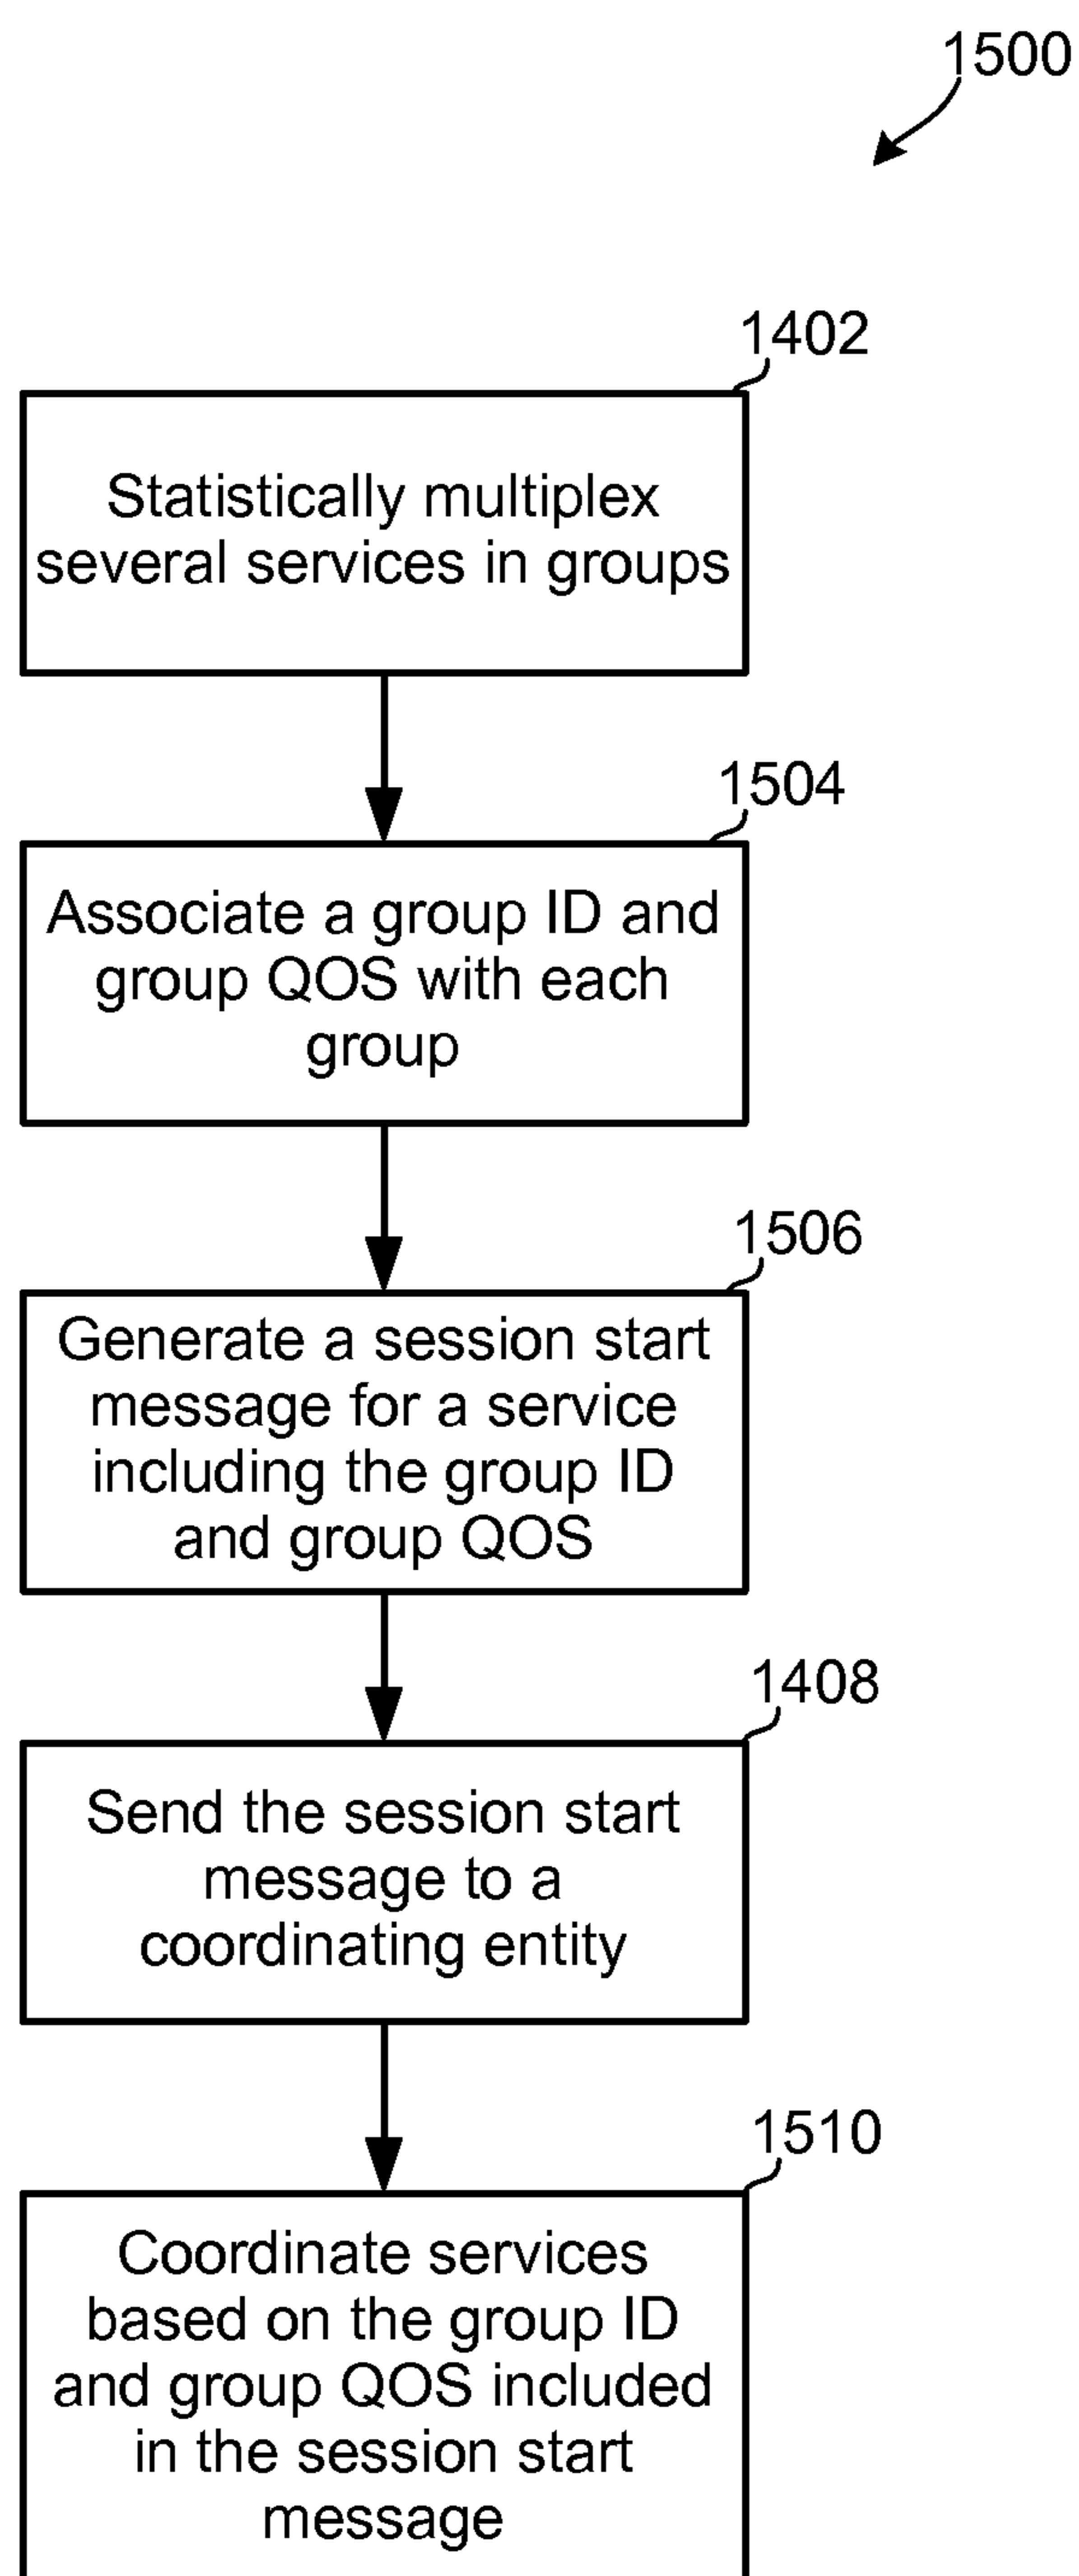 1500
1402
Statistically multiplex
several services in groups
1504
Associate a group ID and
group QOS with each
group
1506
Generate a session start
message for a service
including the group ID
and group QOS
1408
Send the session start
message to a
coordinating entity
1510
Coordinate services
based on the group ID
and group QOS included
in the session start
message